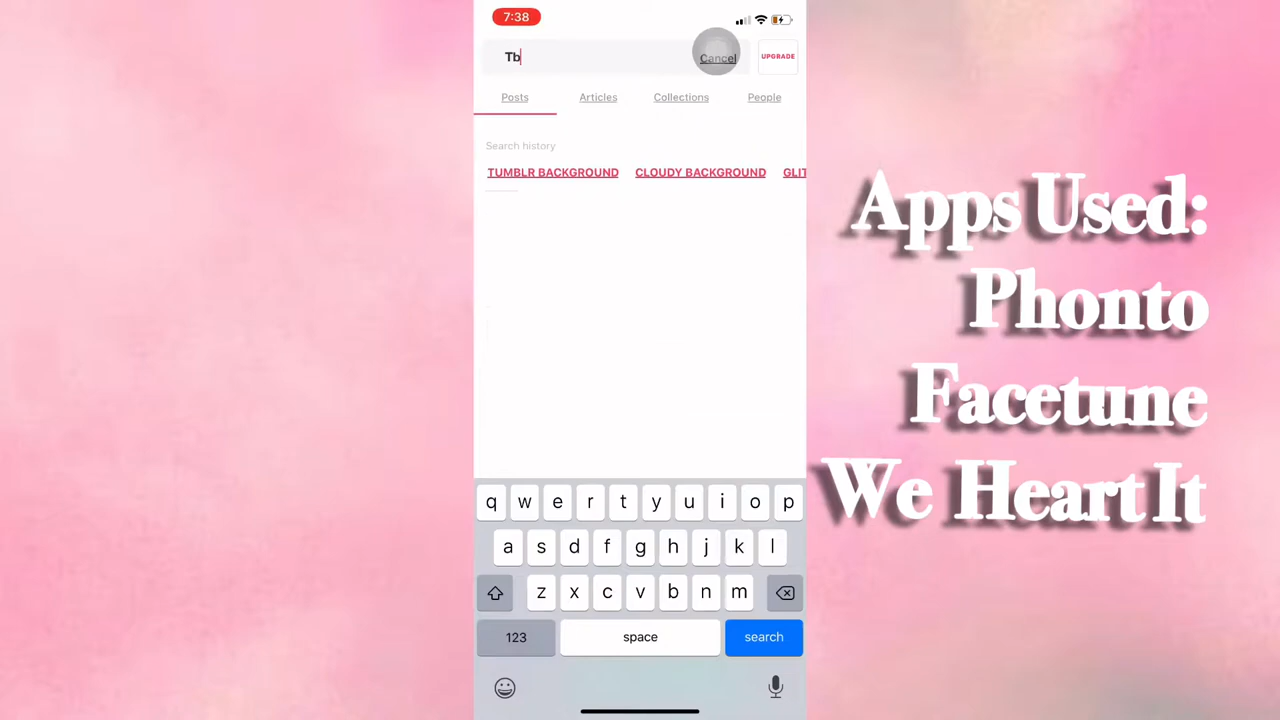 7:38
Tb
Cancel
UPGRADE
Posts
Articles
Collections
People
Search history
TUMBLR BACKGROUND
CLOUDY BACKGROUND
GLIT
q w e r t y u i o p
a s d f g h j k l
z x c v b n m
123
space
search
Apps Used:
Phonto
Facetune
We Heart It